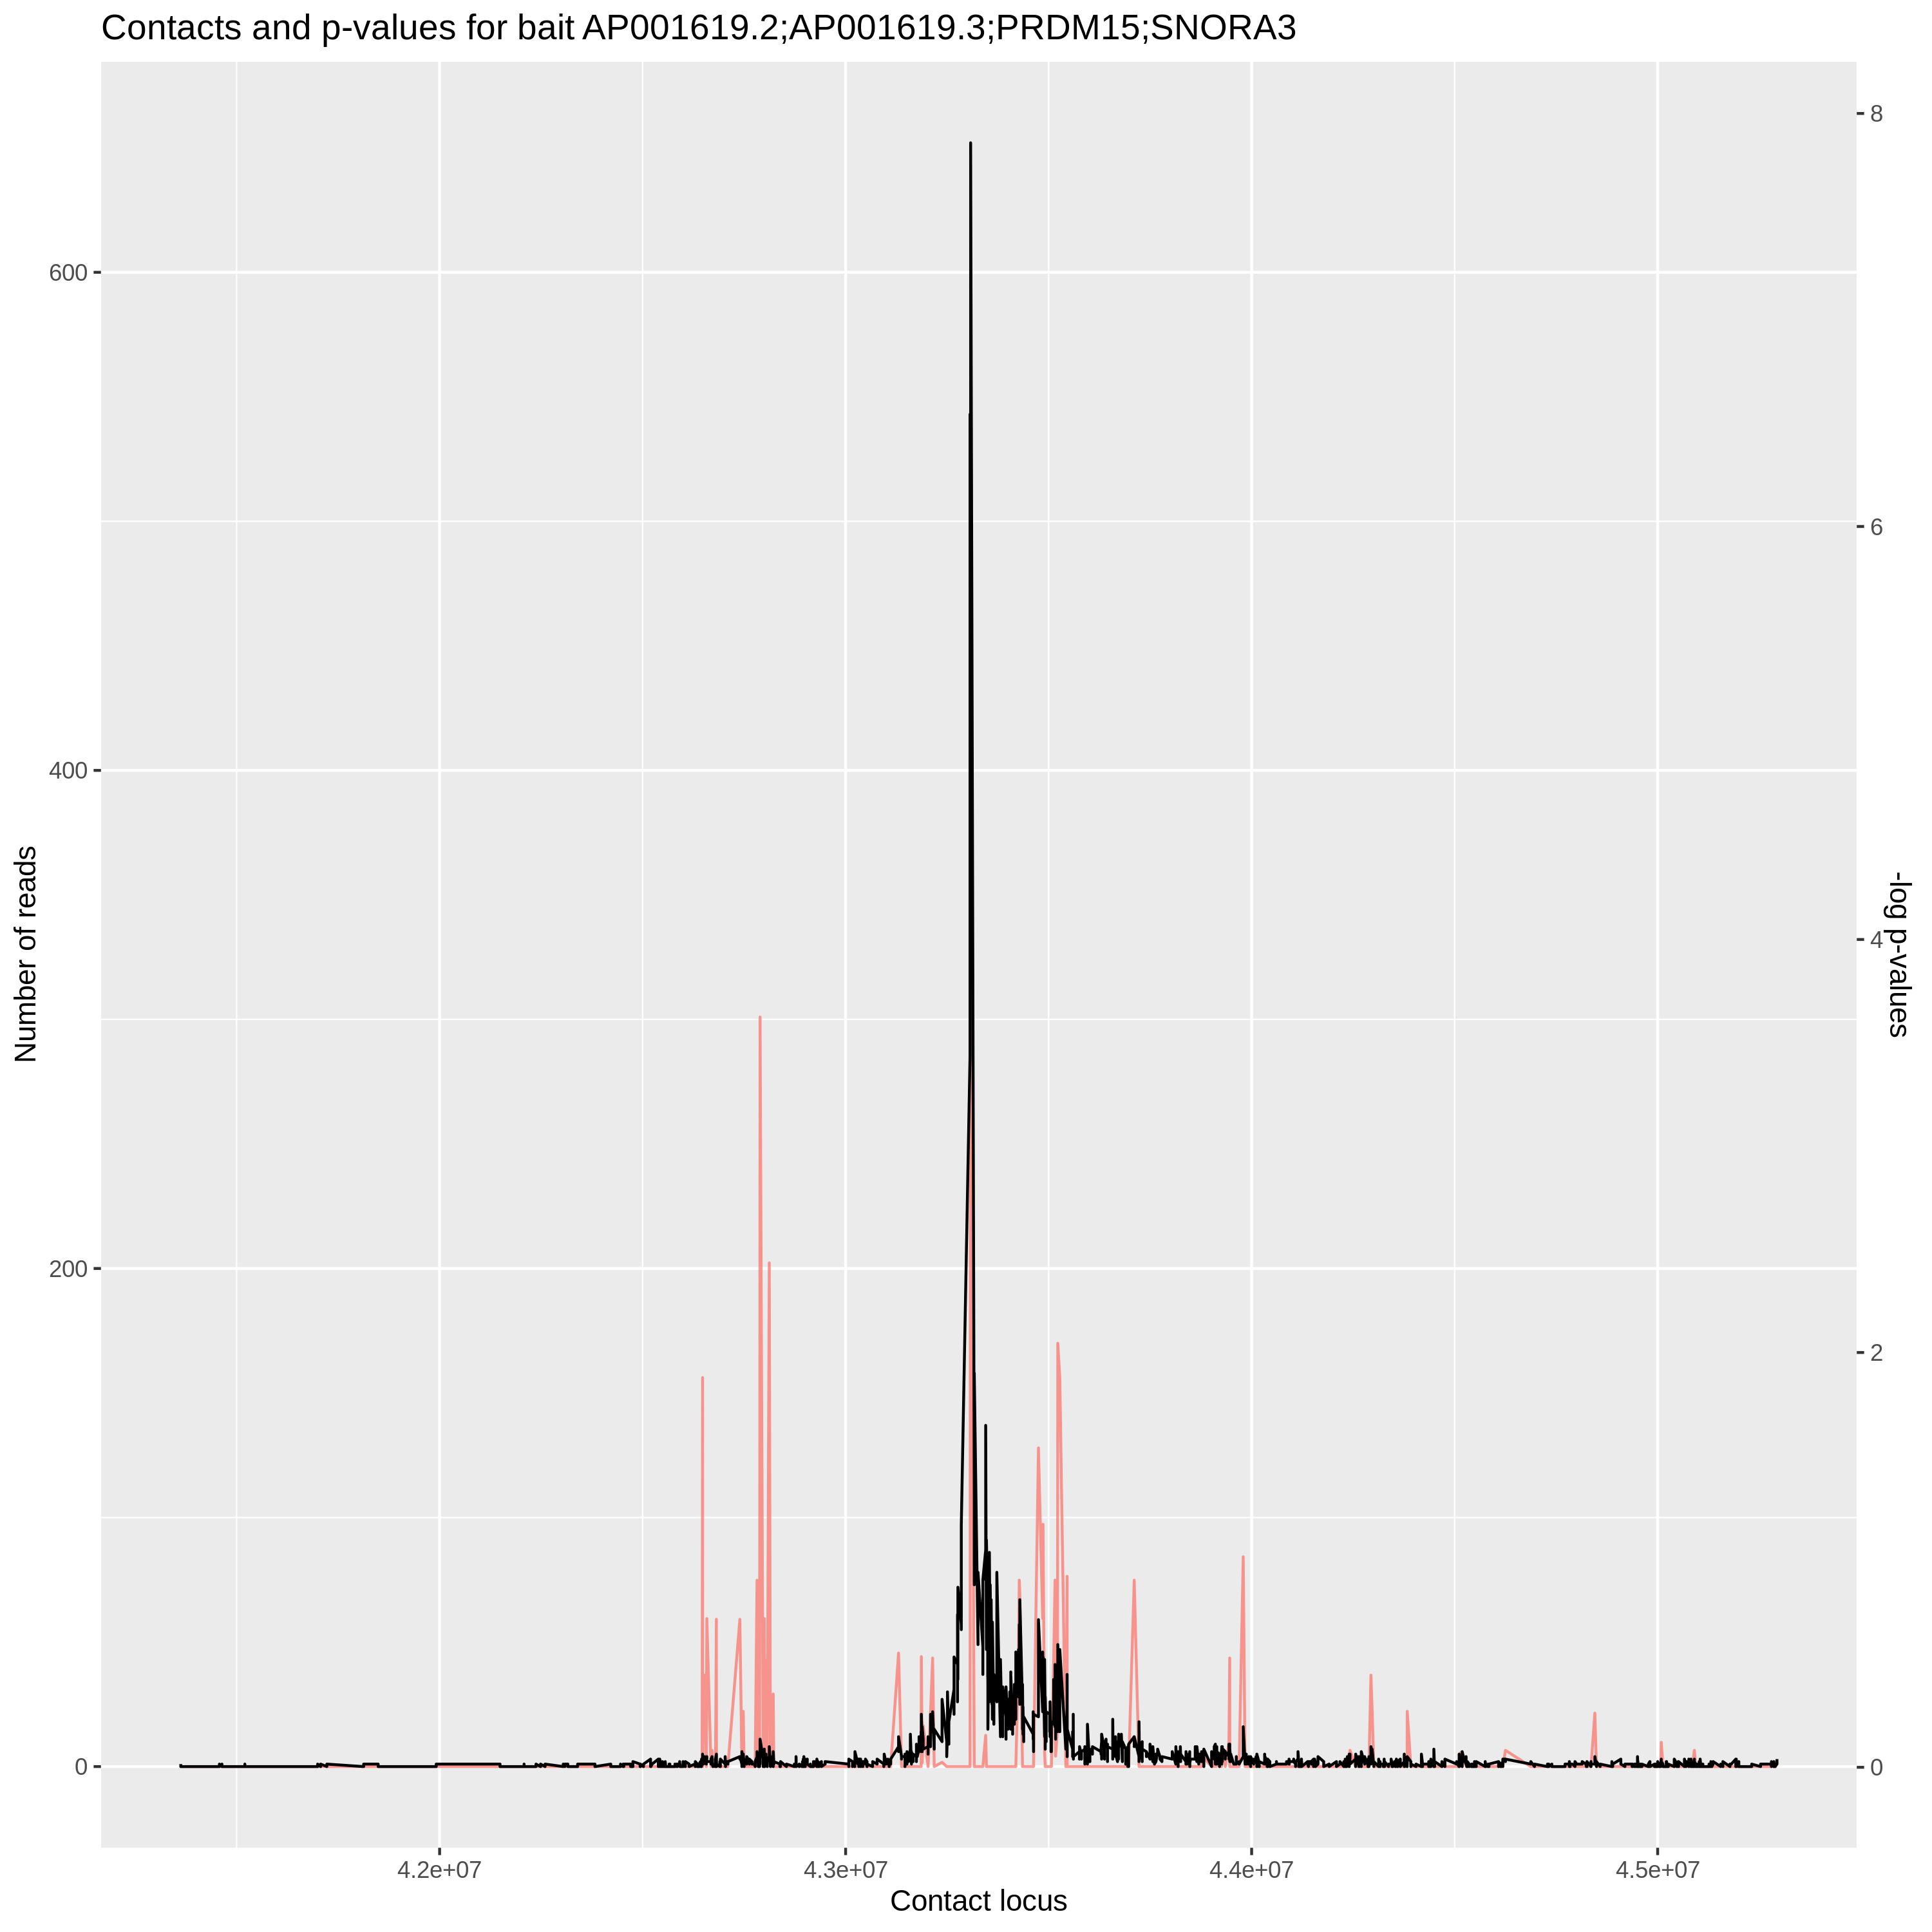 Contacts and p-values for bait AP001619.2;AP001619.3;PRDM15;SNORA3
8
600
6
400
4
200
2
0
0
Number of reads
-log p-values
4.2e+07 4.3e+07 4.4e+07 4.5e+07
Contact locus